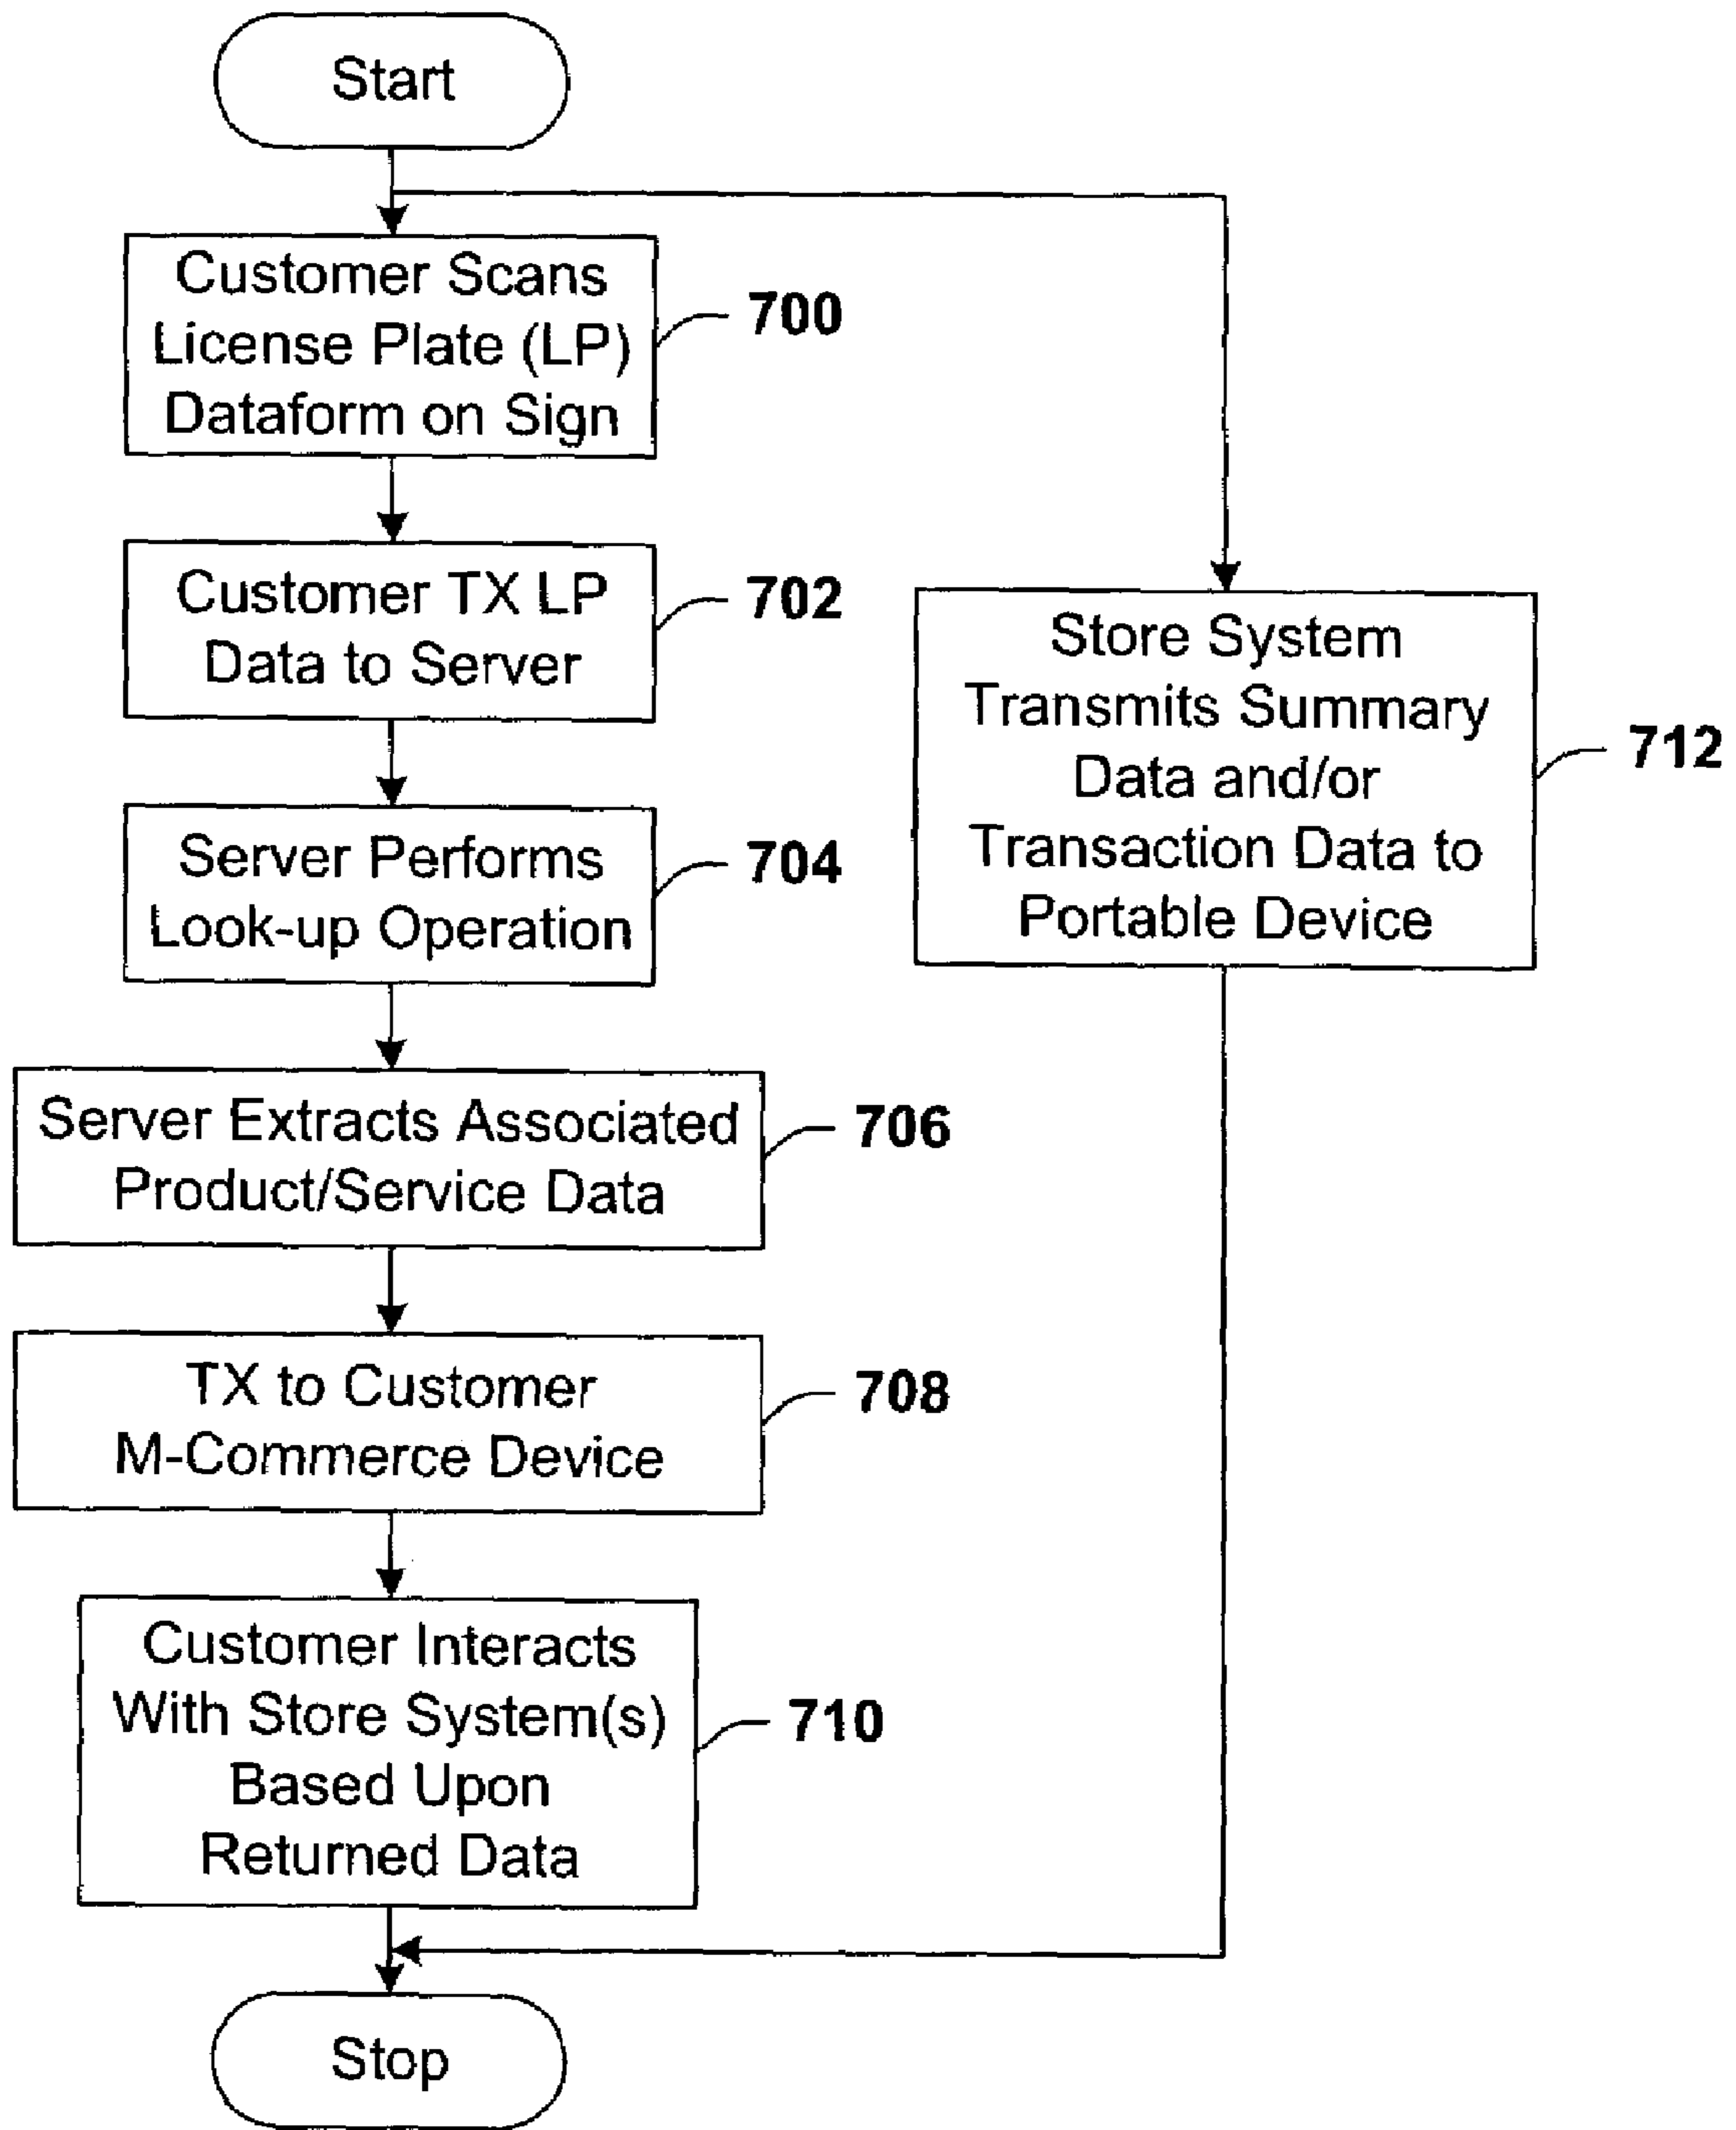 Start
Customer Scans
License Plate (LP)
Dataform on Sign
700
Customer TX LP
Data to Server
702
Server Performs
Look-up Operation
704
Server Extracts Associated
Product/Service Data
706
TX to Customer
M-Commerce Device
708
Customer Interacts
With Store System(s)
Based Upon
Returned Data
710
Store System
Transmits Summary
Data and/or
Transaction Data to
Portable Device
712
Stop